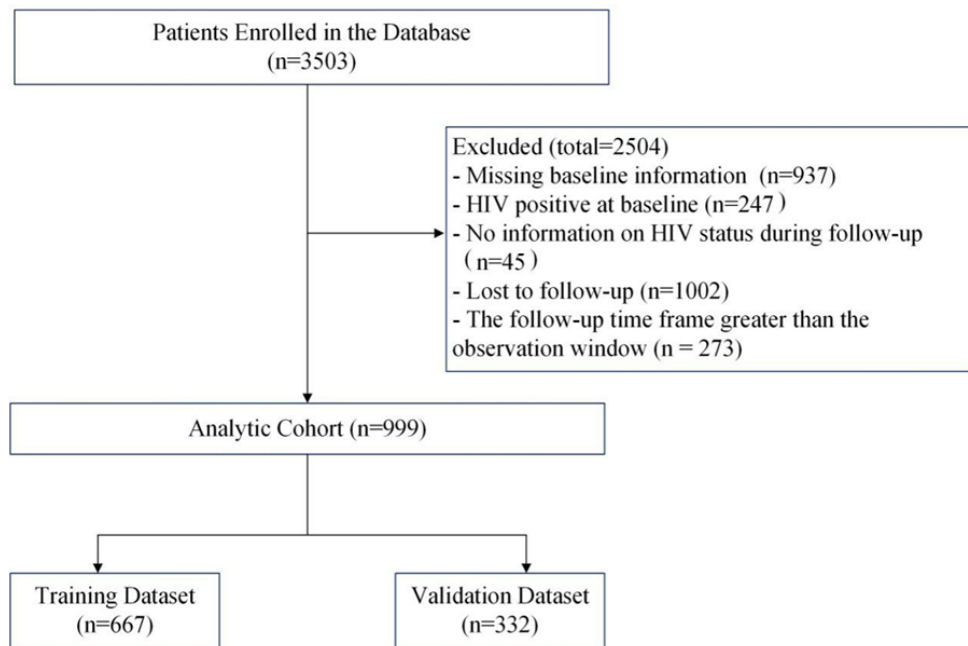 Patients Enrolled in the Database
(n=3503)
Excluded (total=2504)
- Missing baseline information (n=937)
- HIV positive at baseline (n=247)
- No information on HIV status during follow-up
(n=45)
- Lost to follow-up (n=1002)
- The follow-up time frame greater than the
observation window (n = 273)
Analytic Cohort (n=999)
Training Dataset
(n=667)
Validation Dataset
(n=332)